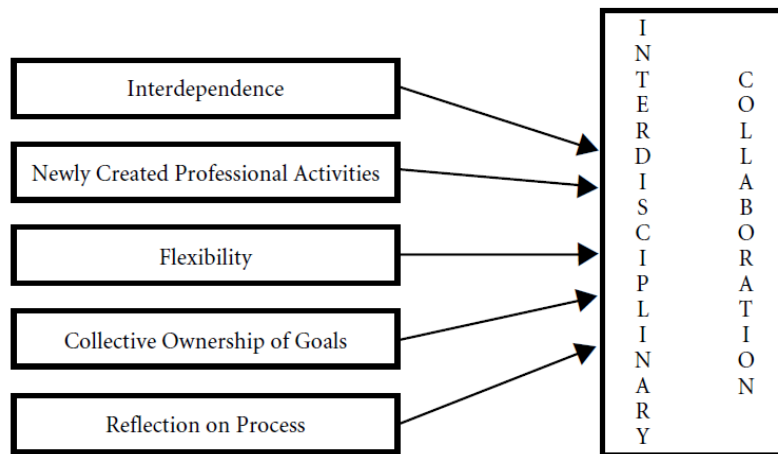 Interdependence
Newly Created Professional Activities
Flexibility
Collective Ownership of Goals
Reflection on Process
INTERDISCIPLINARY
COLLABORATION